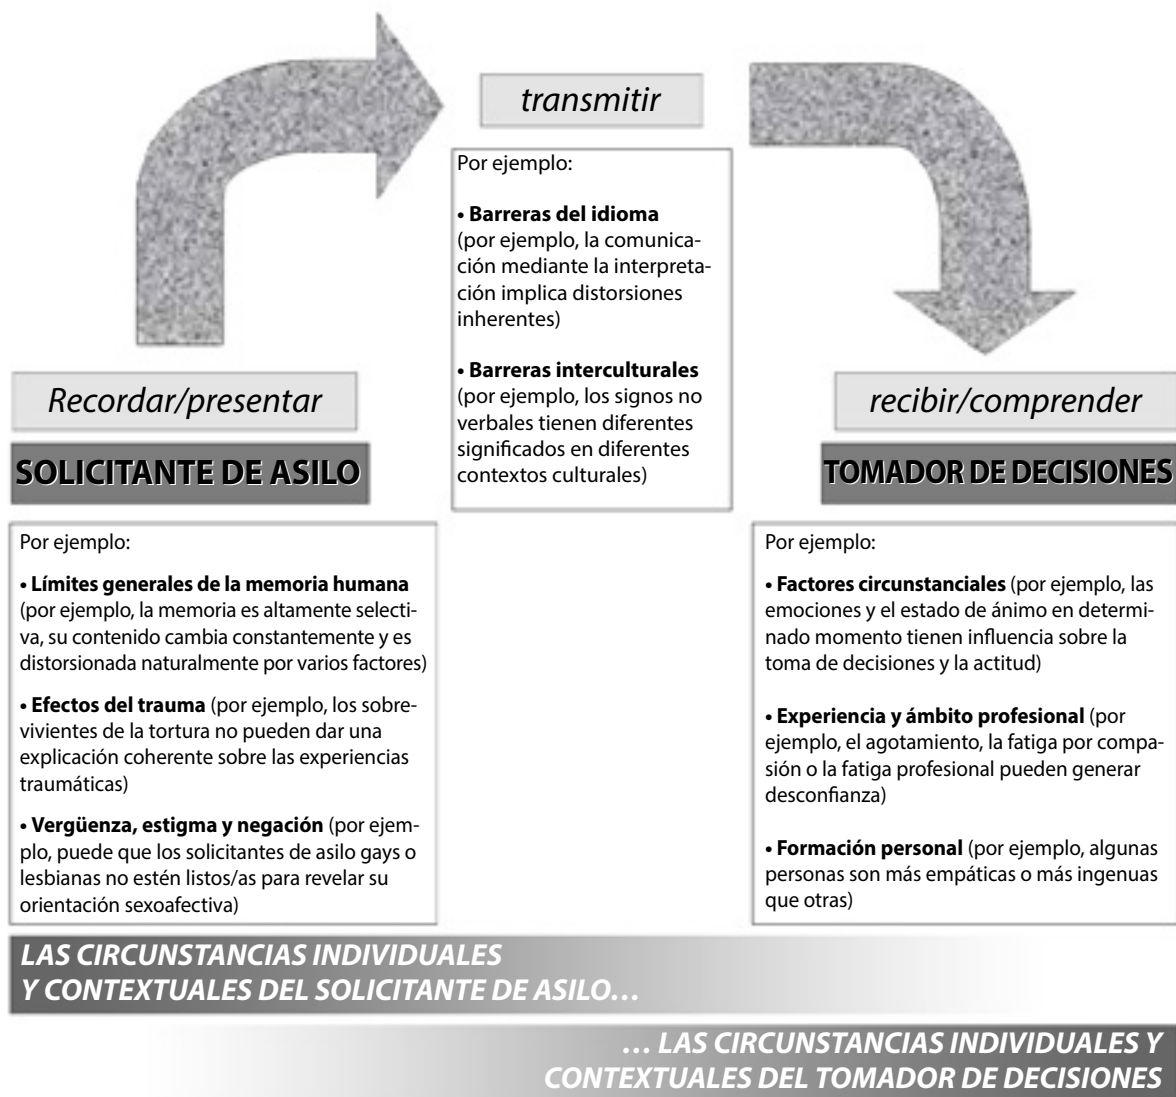 transmitir
Por ejemplo:
• Barreras del idioma
(por ejemplo, la comunica-
ción mediante la interpreta-
ción implica distorsiones
inherentes)
• Barreras interculturales
(por ejemplo, los signos no
verbales tienen diferentes
significados en diferentes
contextos culturales)
Recordar/presentar
SOLICITANTE DE ASILO
Por ejemplo:
• Límites generales de la memoria humana
(por ejemplo, la memoria es altamente selecti-
va, su contenido cambia constantemente y es
distorsionada naturalmente por varios factores)
• Efectos del trauma (por ejemplo, los sobre-
vivientes de la tortura no pueden dar una
explicación coherente sobre las experiencias
traumáticas)
• Vergüenza, estigma y negación (por ejem-
plo, puede que los solicitantes de asilo gays o
lesbianas no estén listos/as para revelar su
orientación sexoafectiva)
recibir/comprender
TOMADOR DE DECISIONES
Por ejemplo:
• Factores circunstanciales (por ejemplo, las
emociones y el estado de ánimo en determi-
nado momento tienen influencia sobre la
toma de decisiones y la actitud)
• Experiencia y ámbito profesional (por
ejemplo, el agotamiento, la fatiga por compa-
sión o la fatiga profesional pueden generar
desconfianza)
• Formación personal (por ejemplo, algunas
personas son más empáticas o más ingenuas
que otras)
LAS CIRCUNSTANCIAS INDIVIDUALES
Y CONTEXTUALES DEL SOLICITANTE DE ASILO…
… LAS CIRCUNSTANCIAS INDIVIDUALES Y
CONTEXTUALES DEL TOMADOR DE DECISIONES